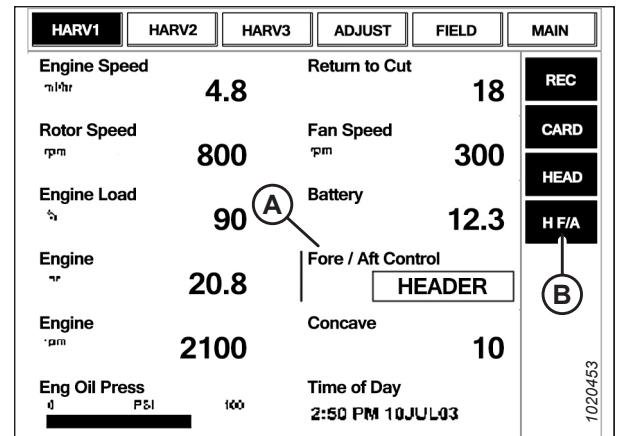 HARV1 HARV2 HARV3 ADJUST FIELD MAIN
Engine Speed
4.8
Return to Cut
18
REC
Rotor Speed
rpm
800
Fan Speed
rpm
300
CARD
HEAD
Engine Load
90
A
Battery
12.3
H F/A
Engine
20.8
Fore / Aft Control
HEADER
B
Engine
rpm
2100
Concave
10
Eng Oil Press
0 PSI 100
Time of Day
2:50 PM 10JUL03
1020453